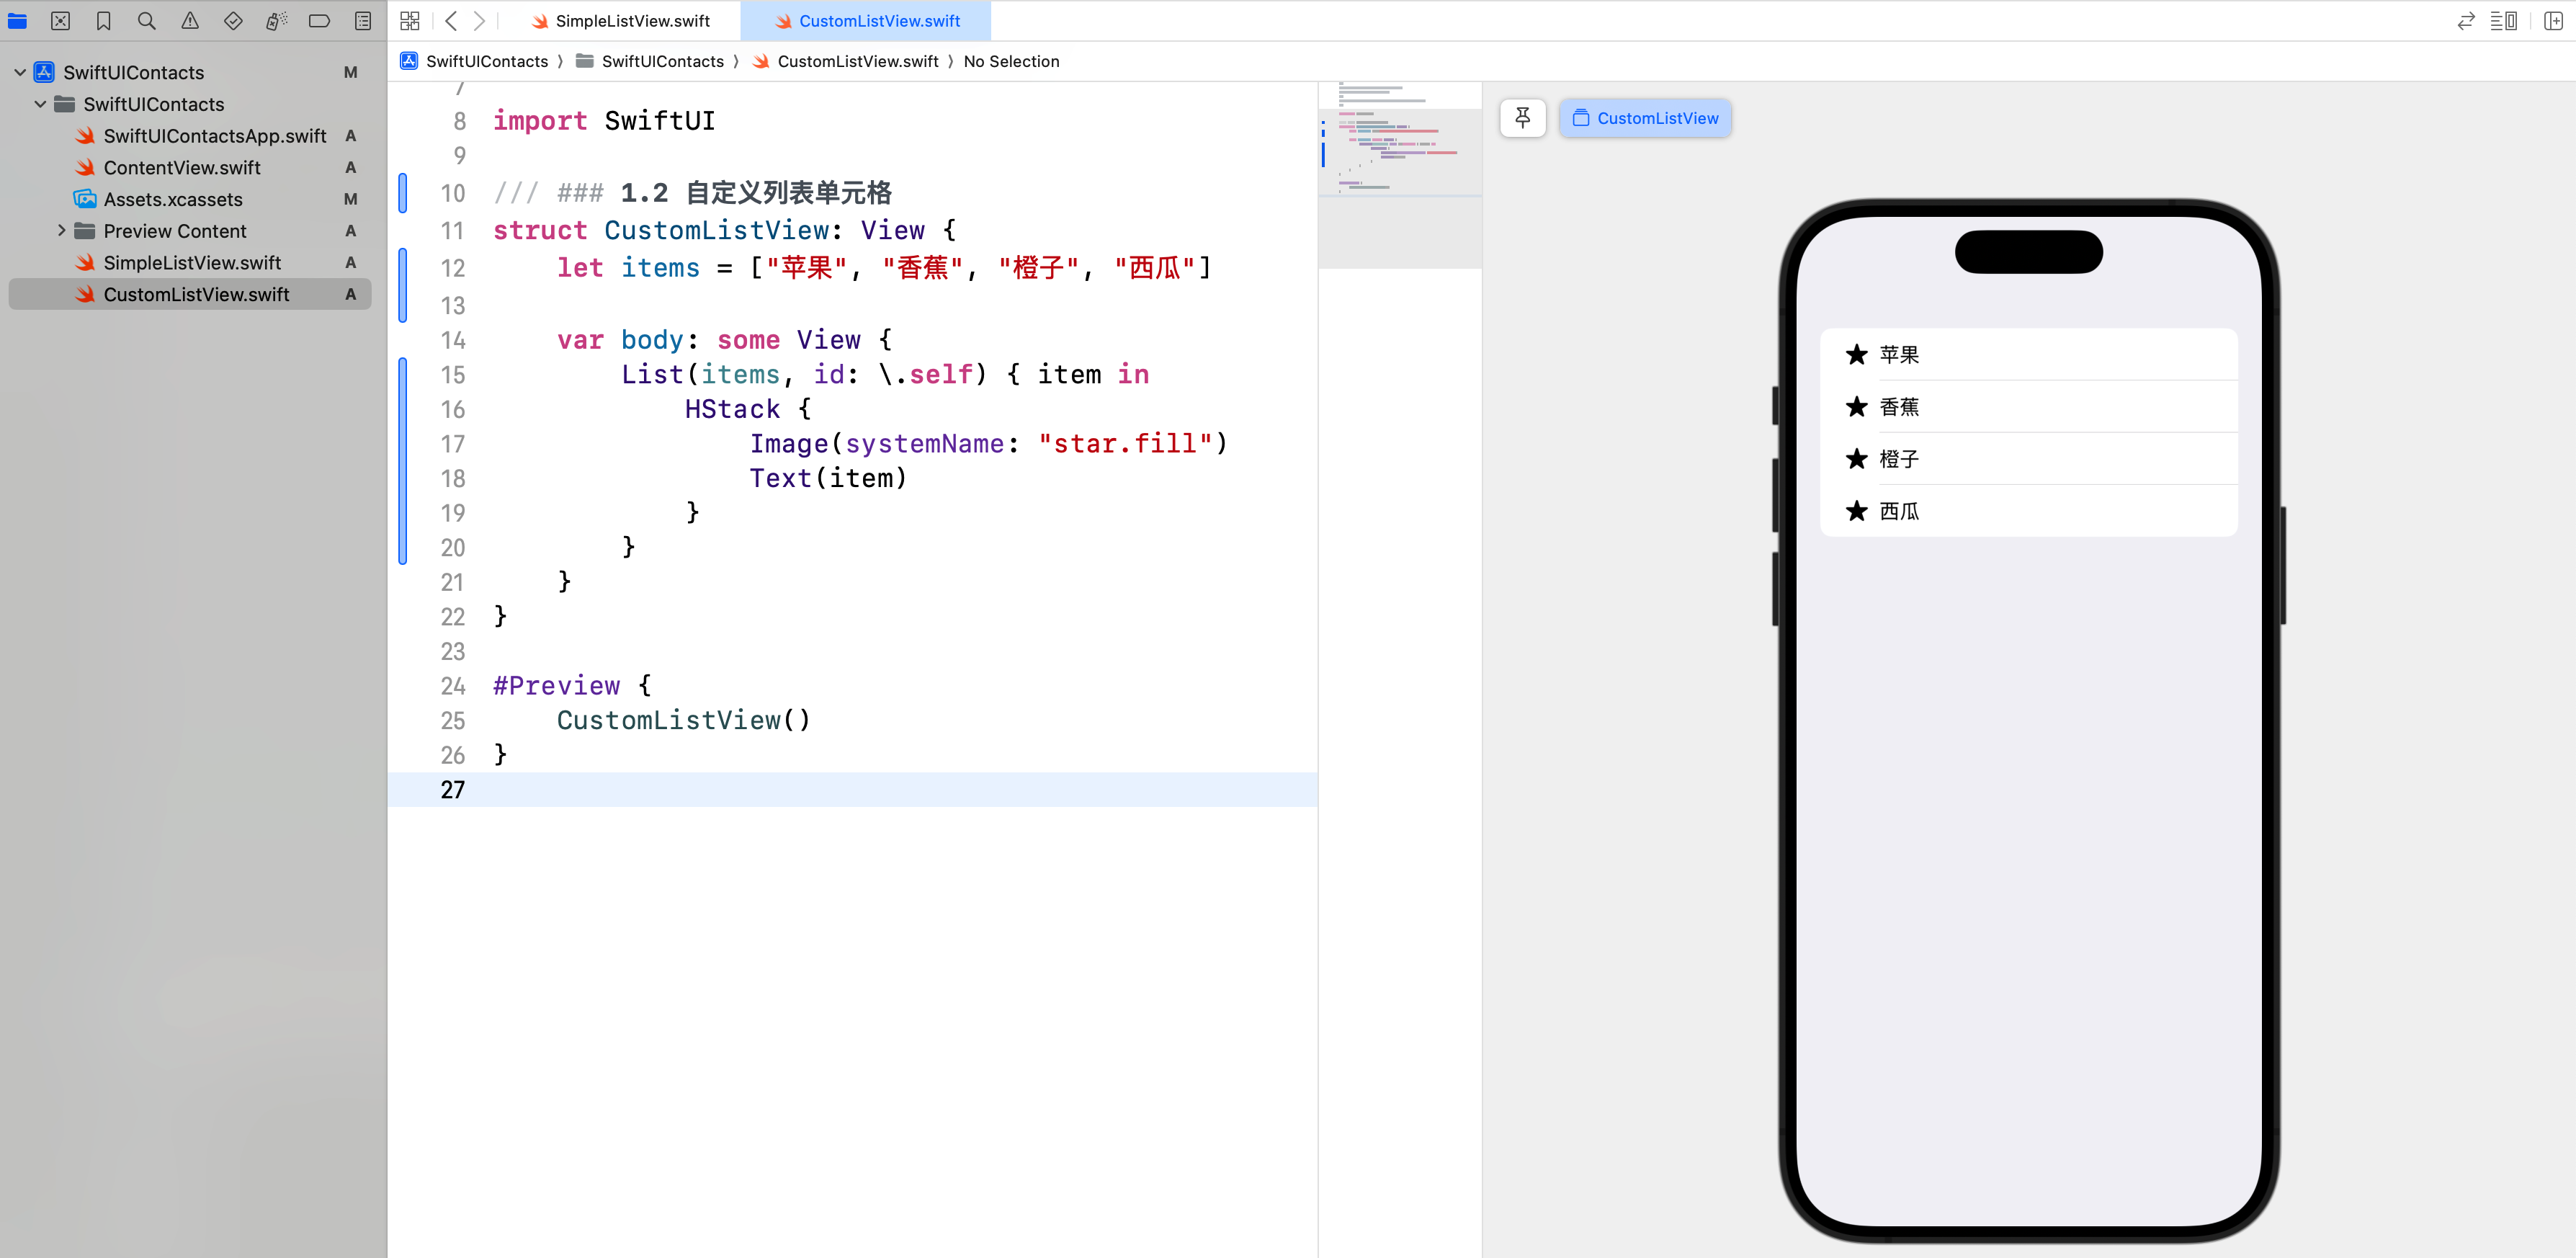 SimpleListView.swift
CustomListView.swift
SwiftUIContacts M
SwiftUIContacts
SwiftUIContactsApp.swift A
ContentView.swift A
Assets.xcassets M
Preview Content A
SimpleListView.swift A
CustomListView.swift A
SwiftUIContacts 〉 SwiftUIContacts 〉 CustomListView.swift 〉 No Selection
7
8 import SwiftUI
9
10 /// ### 1.2 自定义列表单元格
11 struct CustomListView: View {
12     let items = ["苹果", "香蕉", "橙子", "西瓜"]
13
14     var body: some View {
15         List(items, id: \.self) { item in
16             HStack {
17                 Image(systemName: "star.fill")
18                 Text(item)
19             }
20         }
21     }
22 }
23
24 #Preview {
25     CustomListView()
26 }
27
CustomListView
苹果
香蕉
橙子
西瓜